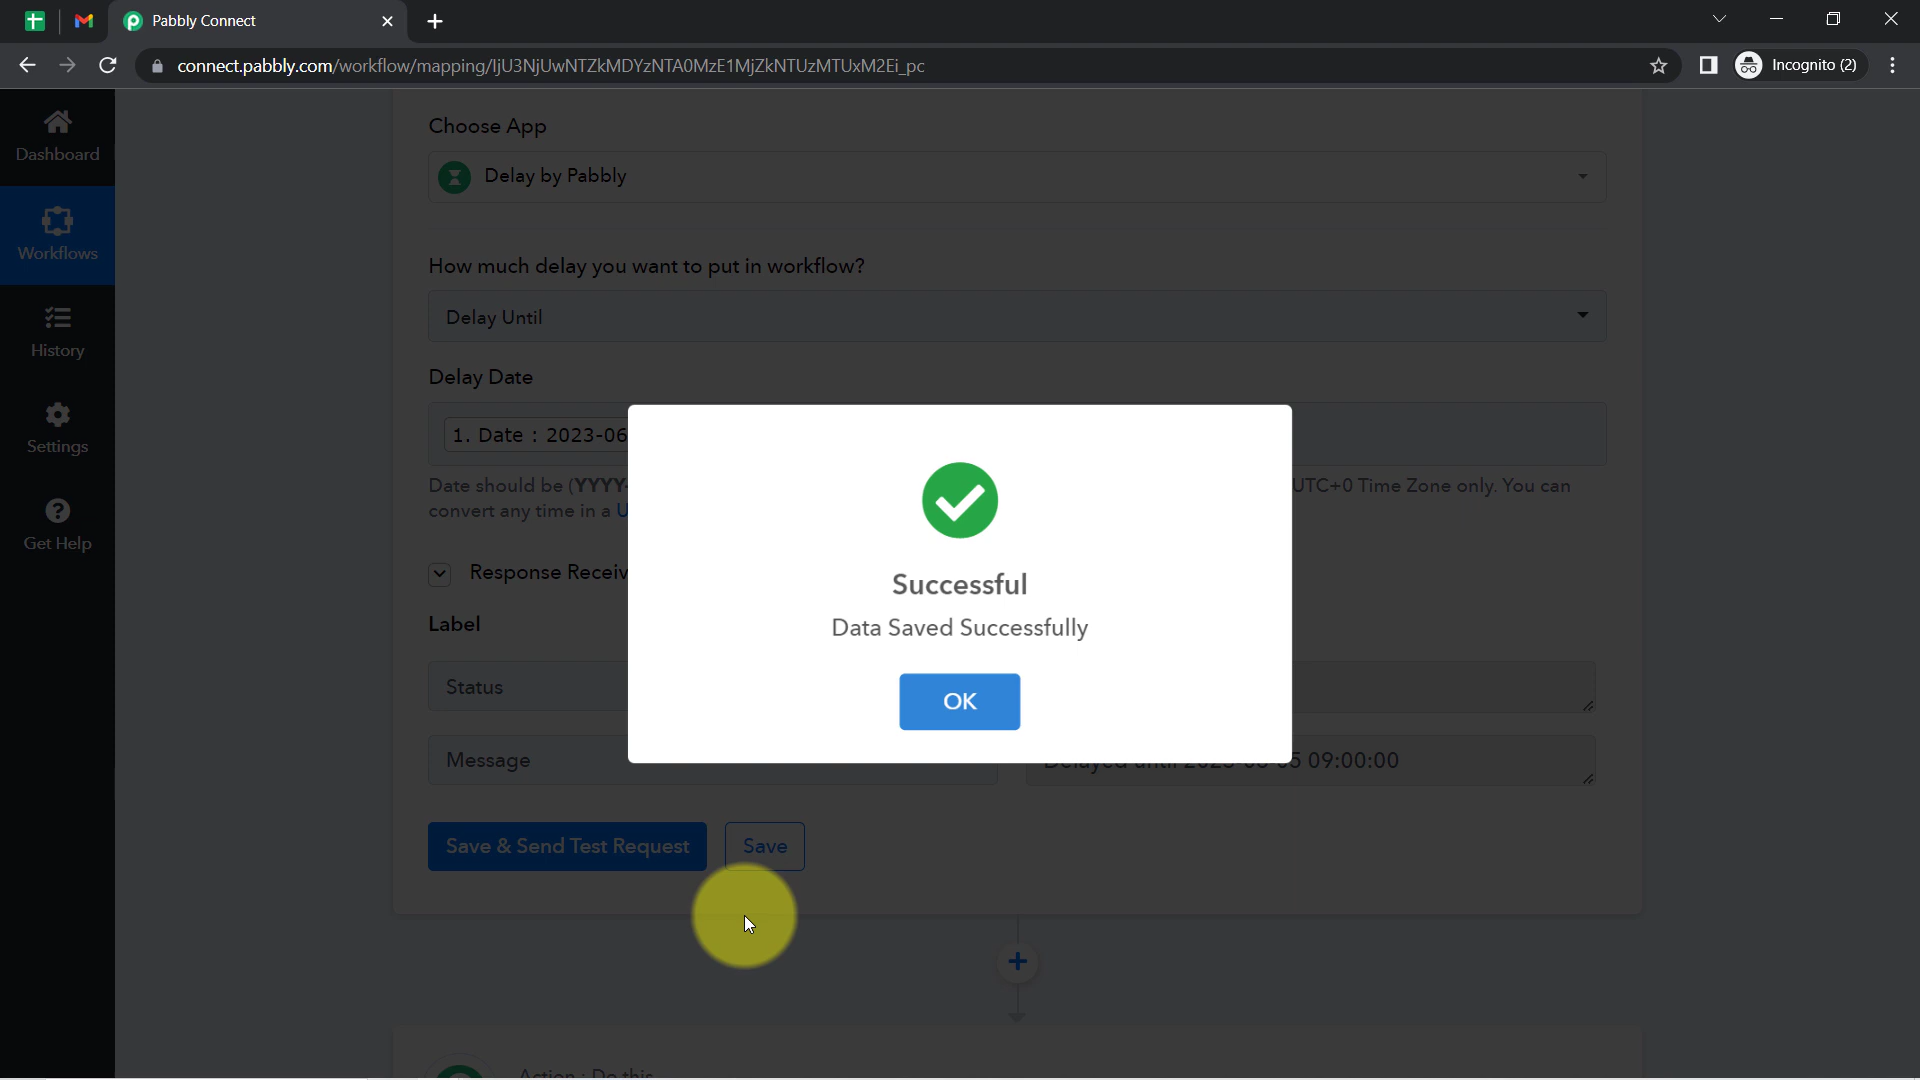 Pabbly Connect
connect.pabbly.com/workflow/mapping/IjU3NjUwNTZkMDYzNTA0MzE1MjZkNTUzMTUxM2Ei_pc
Incognito (2)
Dashboard
Workflows
History
Settings
Get Help
Choose App
Delay by Pabbly
How much delay you want to put in workflow?
Delay Until
Delay Date
1. Date : 2023-06
Date should be (YYYY- UTC+0 Time Zone only. You can
convert any time in a U
Response Receiv
Label
Status
Message
09:00:00
Successful
Data Saved Successfully
OK
Save & Send Test Request
Save
Action : Do this